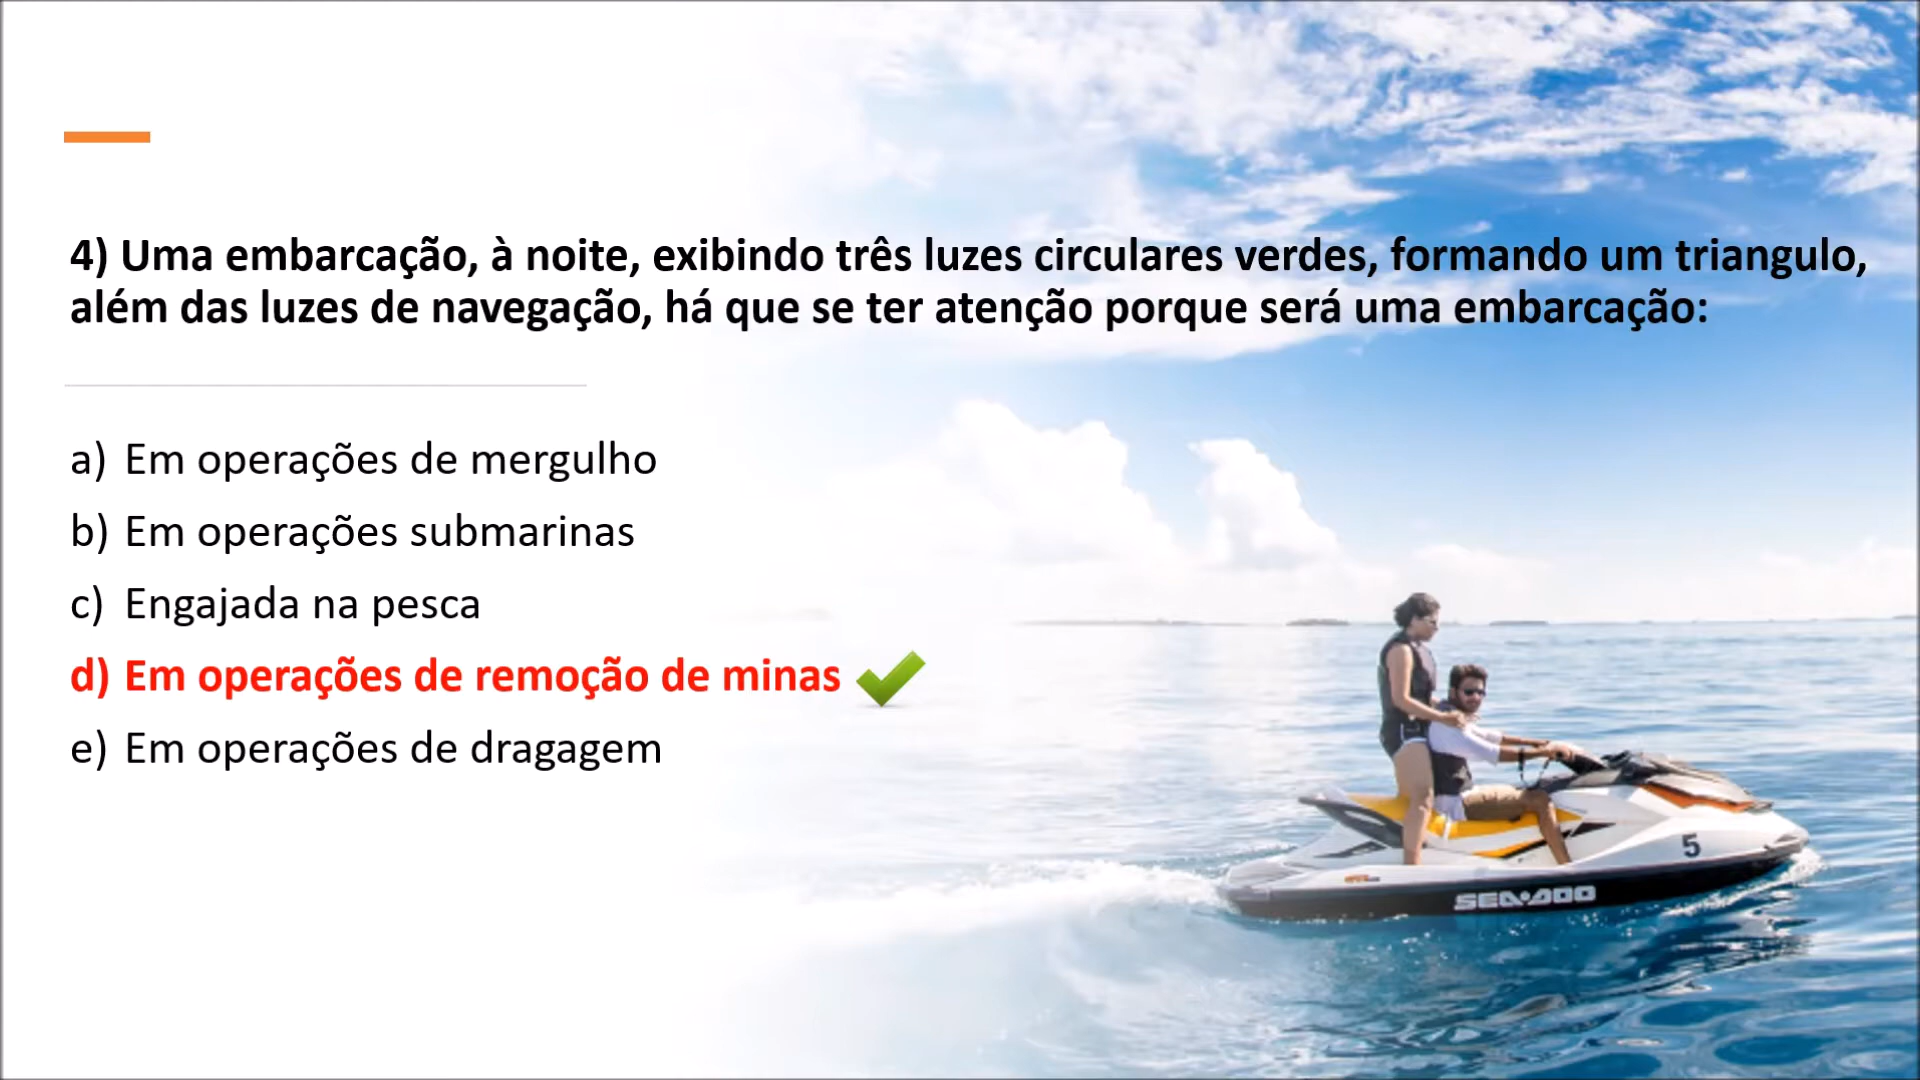 4) Uma embarcação, à noite, exibindo três luzes circulares verdes, formando um triangulo,
além das luzes de navegação, há que se ter atenção porque será uma embarcação:
a) Em operações de mergulho
b) Em operações submarinas
c) Engajada na pesca
d) Em operações de remoção de minas
e) Em operações de dragagem
5
SEA-DOO